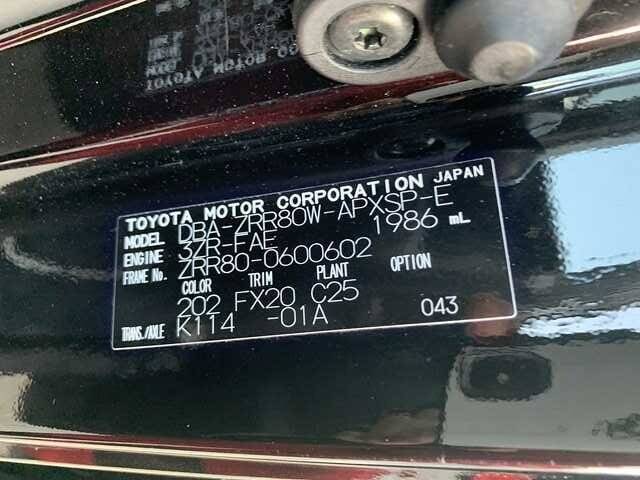 TOYOTA MOTOR CORPORATION JAPAN
MODEL DBA-ZRR80W-APXSP-E
ENGINE 3ZR-FAE 1986 mL
FRAME No. ZRR80-0600602
COLOR TRIM PLANT OPTION
202 FX20 C25
TRANS./AXLE K114 -01A 043